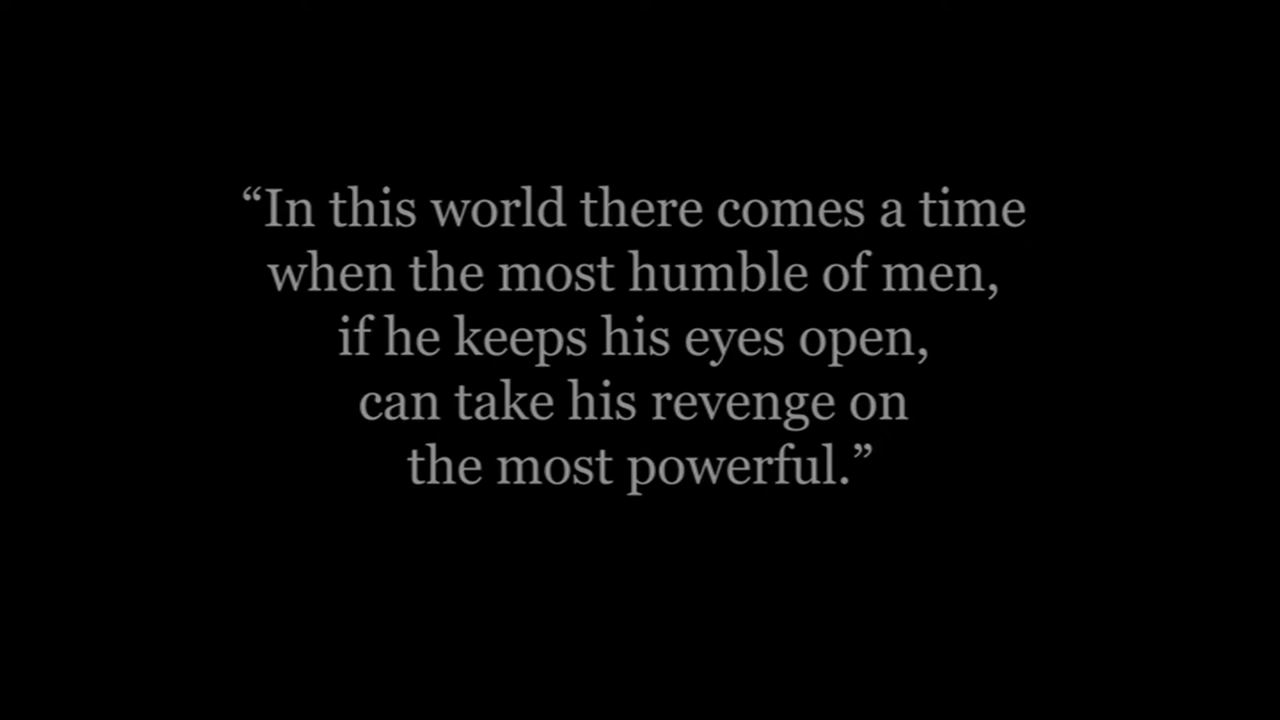 “In this world there comes a time
when the most humble of men,
if he keeps his eyes open,
can take his revenge on
the most powerful.”